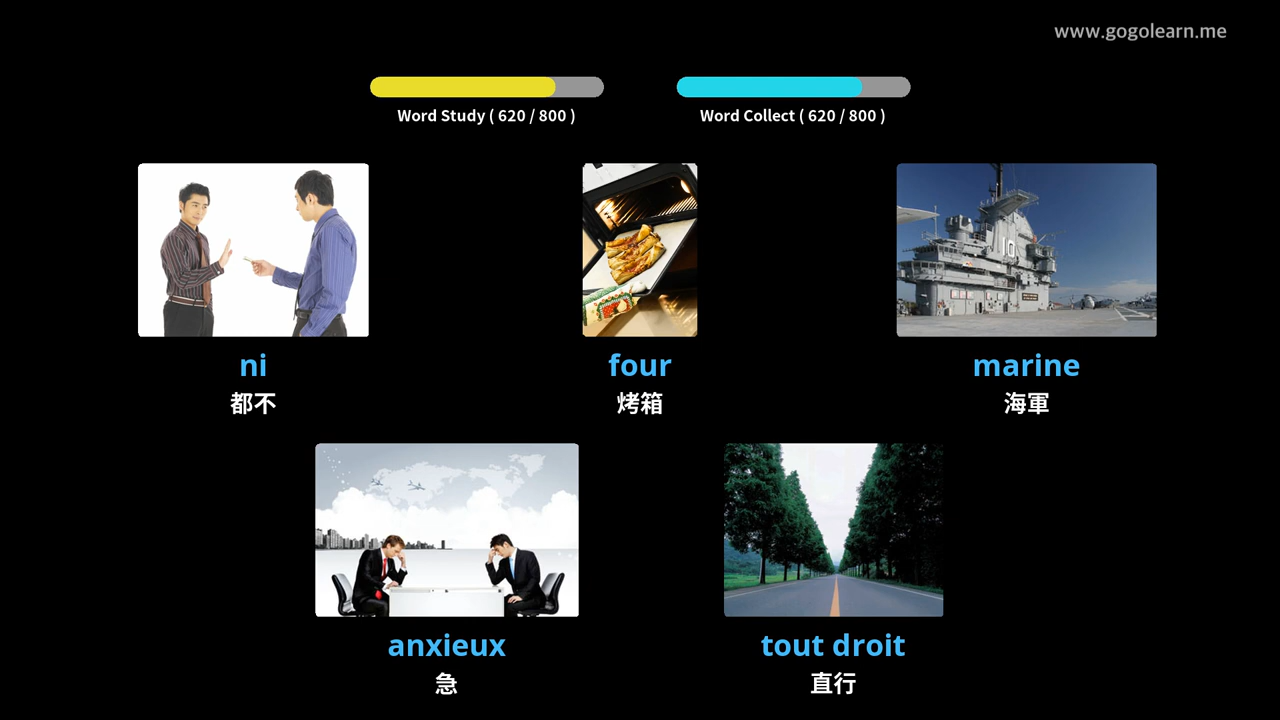 www.gogolearn.me
Word Study ( 620 / 800 )
Word Collect ( 620 / 800 )
10
ni
都不
four
烤箱
marine
海軍
anxieux
急
tout droit
直行